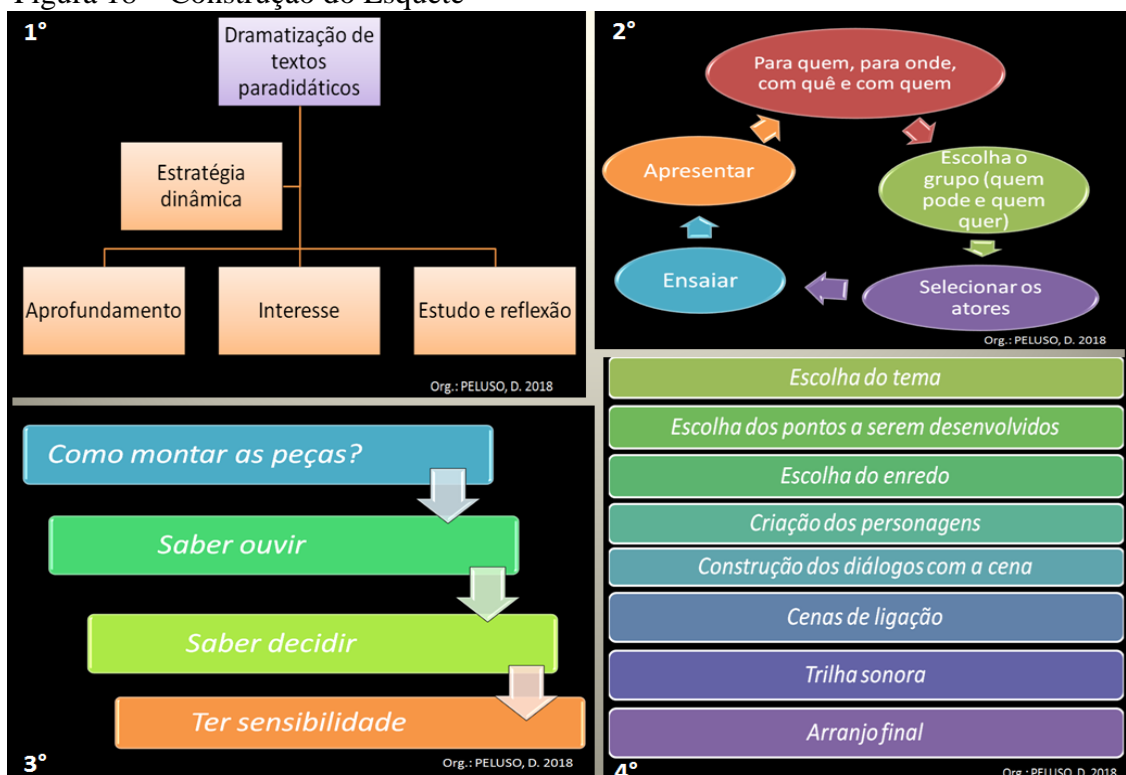 Figura 18 – Construção do Esquete
1°
Dramatização de
textos
paradidáticos
Estratégia
dinâmica
Aprofundamento
Interesse
Estudo e reflexão
Org.: PELUSO, D. 2018
2°
Para quem, para onde,
com quê e com quem
Escolha o
grupo (quem
pode e quem
quer)
Selecionar os
atores
Ensaiar
Apresentar
Org.: PELUSO, D. 2018
Como montar as peças?
Saber ouvir
Saber decidir
Ter sensibilidade
3°
Org.: PELUSO, D. 2018
Escolha do tema
Escolha dos pontos a serem desenvolvidos
Escolha do enredo
Criação dos personagens
Construção dos diálogos com a cena
Cenas de ligação
Trilha sonora
Arranjo final
4°
Org.: PELUSO, D. 2018